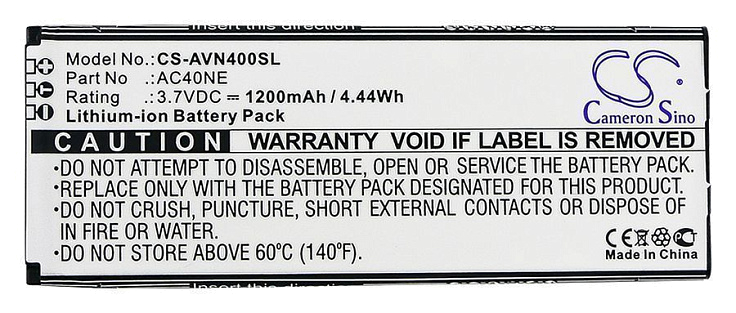 Model No.: CS-AVN400SL
Part No.: AC40NE
Rating : 3.7VDC ⎓ 1200mAh / 4.44Wh
Lithium-ion Battery Pack
CS
Cameron Sino
CAUTION: WARRANTY VOID IF LABEL IS REMOVED
•DO NOT ATTEMPT TO DISASSEMBLE, OPEN OR SERVICE THE BATTERY PACK.
•REPLACE ONLY WITH THE BATTERY PACK DESIGNATED FOR THIS PRODUCT.
•DO NOT CRUSH, PUNCTURE, SHORT EXTERNAL CONTACTS OR DISPOSE OF
IN FIRE OR WATER.
•DO NOT STORE ABOVE 60°C (140°F).
CE
Made in China